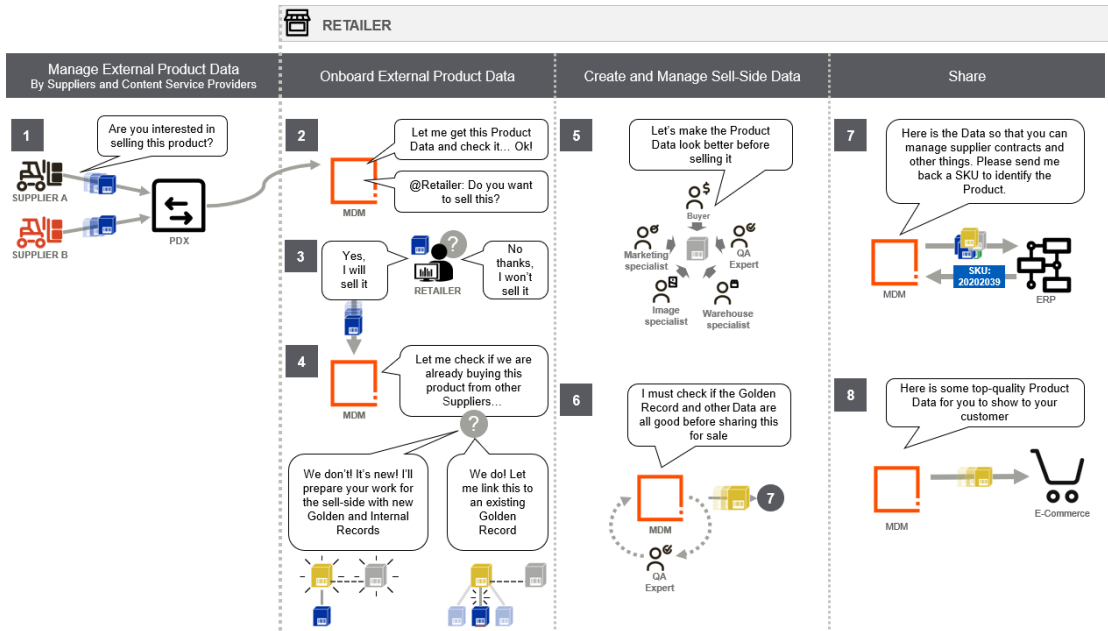 RETAILER
Manage External Product Data
By Suppliers and Content Service Providers
Onboard External Product Data
Create and Manage Sell-Side Data
Share
1
Are you interested in
selling this product?
SUPPLIER A
SUPPLIER B
PDX
2
Let me get this Product
Data and check it... Ok!
@Retailer: Do you want
to sell this?
MDM
3
Yes,
I will
sell it
?
RETAILER
No
thanks,
I won't
sell it
4
MDM
Let me check if we are
already buying this
product from other
Suppliers...
?
We don't! It's new! I'll
prepare your work for
the sell-side with new
Golden and Internal
Records
We do! Let
me link this to
an existing
Golden
Record
5
Let's make the Product
Data look better before
selling it
$
Buyer
Marketing
specialist
QA
Expert
Image
specialist
Warehouse
specialist
6
I must check if the Golden
Record and other Data are
all good before sharing this
for sale
MDM
7
QA
Expert
7
Here is the Data so that you can
manage supplier contracts and
other things. Please send me
back a SKU to identify the
Product.
MDM
SKU:
20202039
ERP
8
Here is some top-quality Product
Data for you to show to your
customer
MDM
E-Commerce